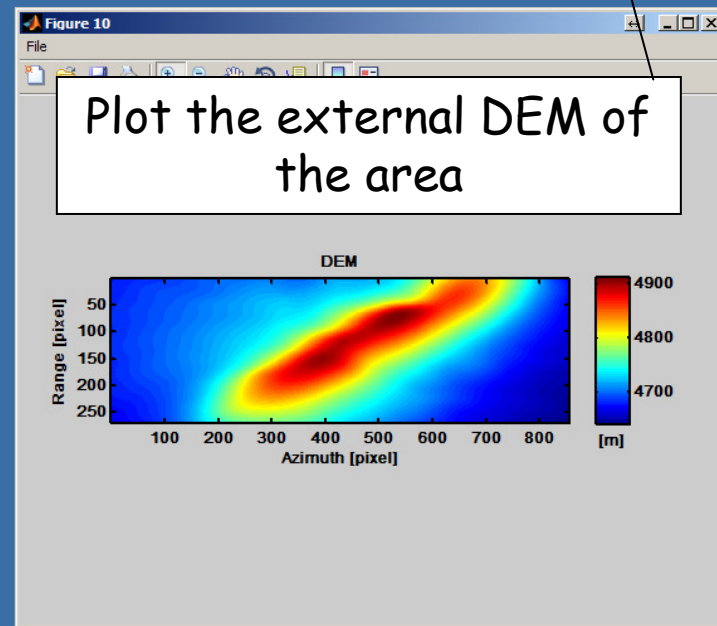 Figure 10
File
Plot the external DEM of
the area
DEM
Range [pixel]
50
100
150
200
250
100 200 300 400 500 600 700 800
Azimuth [pixel]
4900
4800
4700
[m]